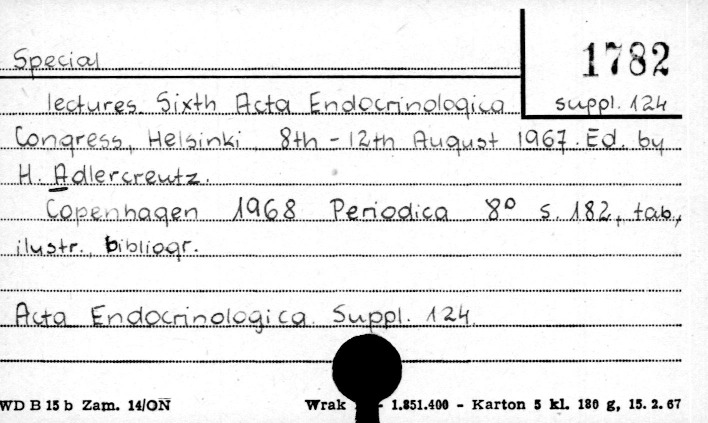 Special
1782
lectures. Sixth Acta Endocrinologica
suppl. 124
Congress, Helsinki 8th - 12th August 1967. Ed. by
H. Adlercreutz.
Copenhagen 1968 Periodica 8° s. 182, tab.,
ilustr., bibliogr.
Acta Endocrinologica. Suppl. 124.
WD B 15 b Zam. 14/ON
Wrak - 1.851.400 - Karton 5 kl. 180 g, 15. 2. 67